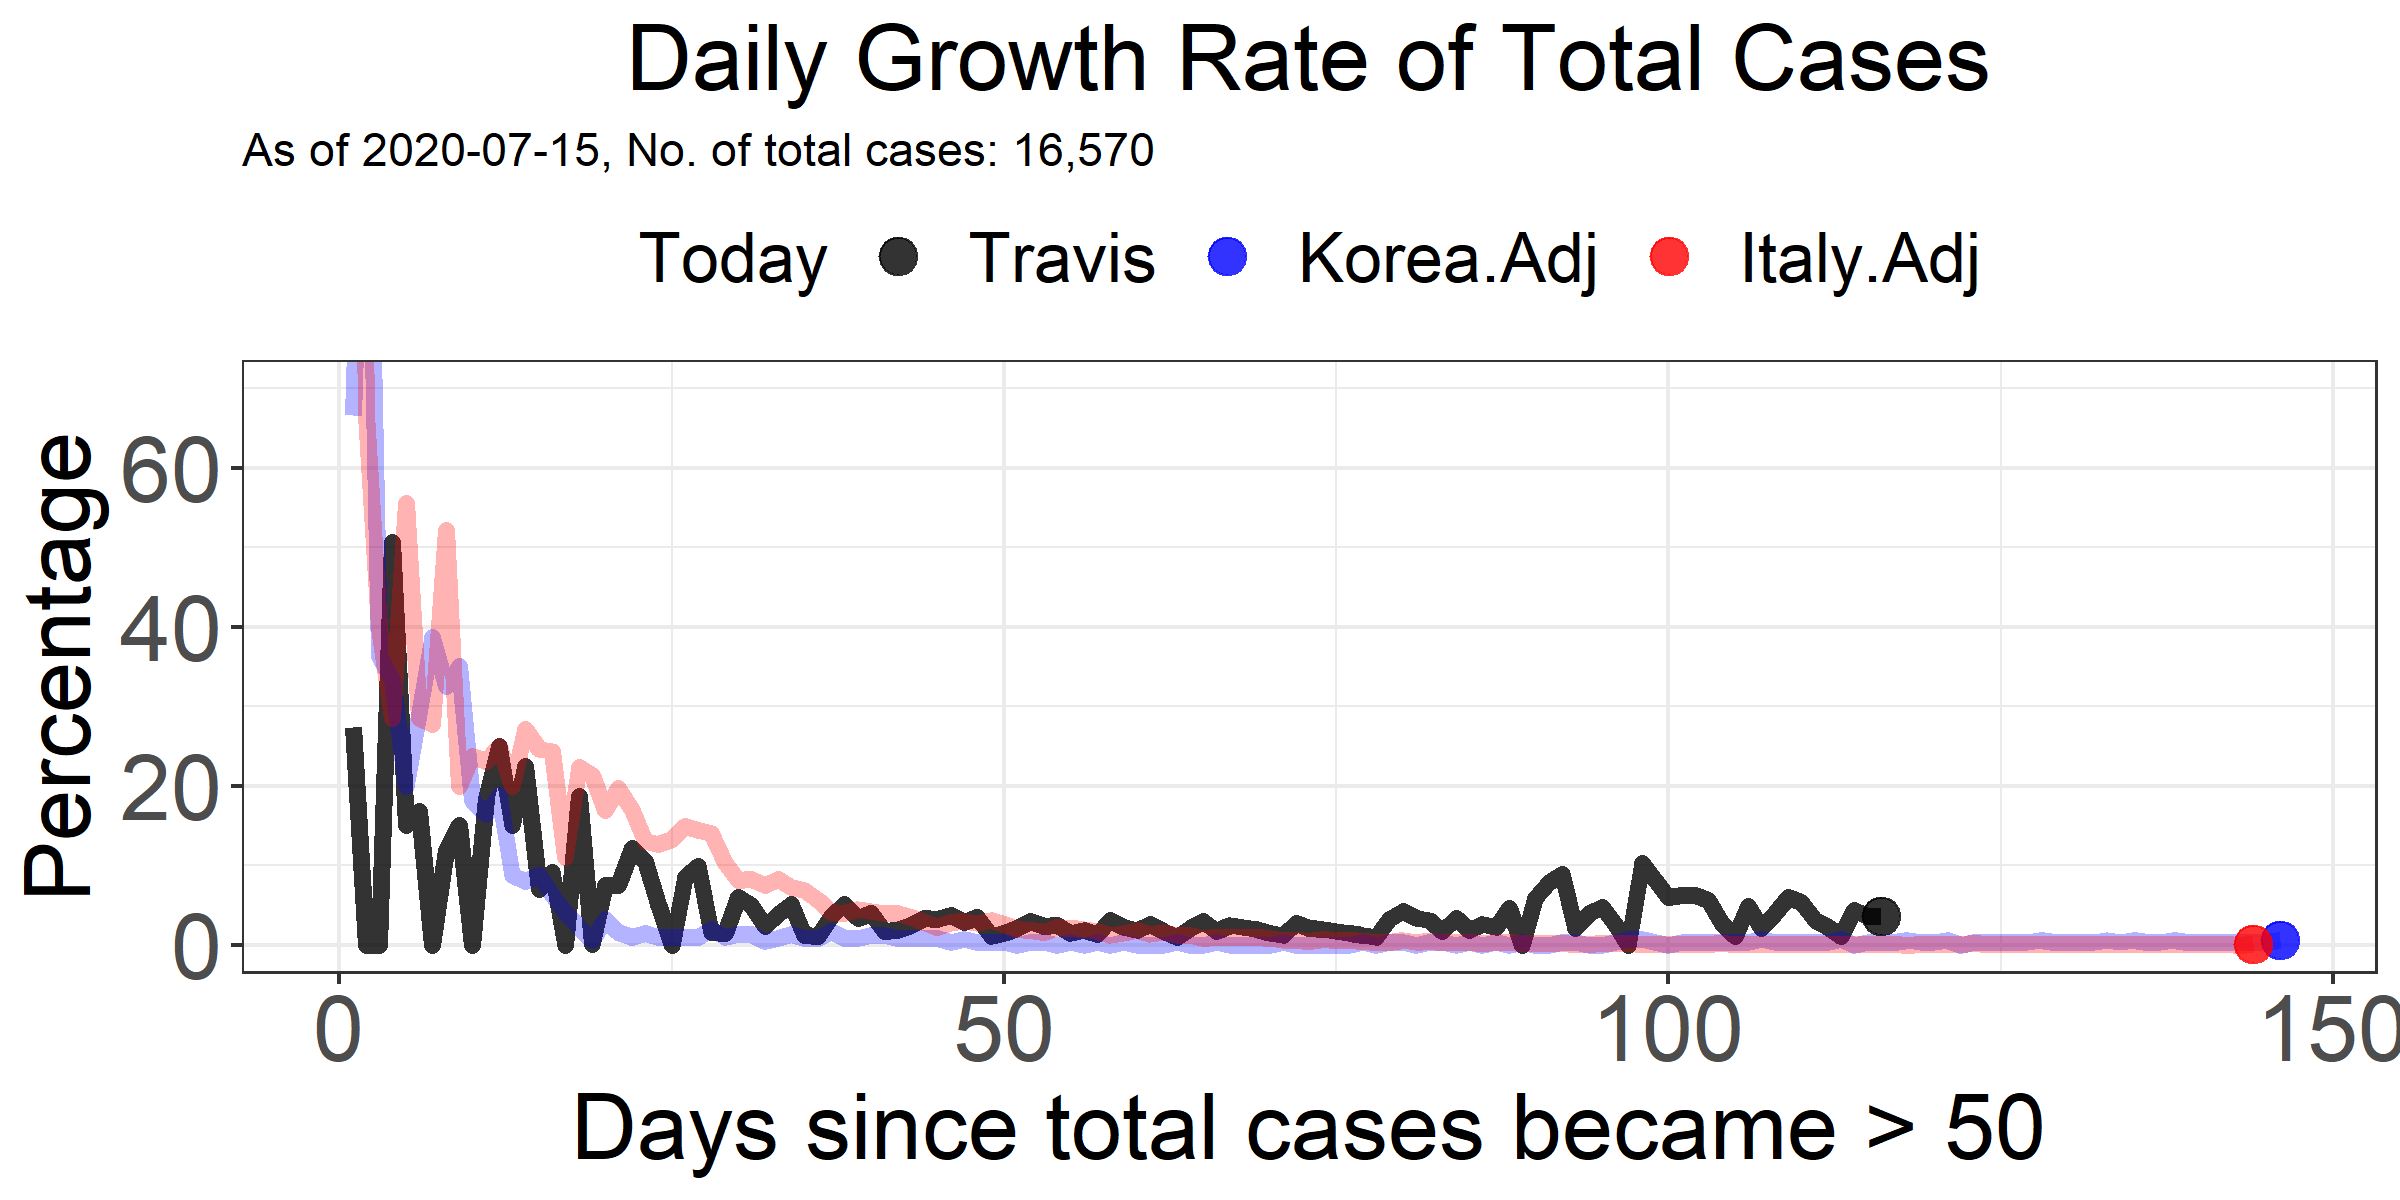 Daily Growth Rate of Total Cases
As of 2020-07-15, No. of total cases: 16,570
Today Travis Korea.Adj Italy.Adj
Percentage
60
40
20
0
0 50 100 150
Days since total cases became > 50